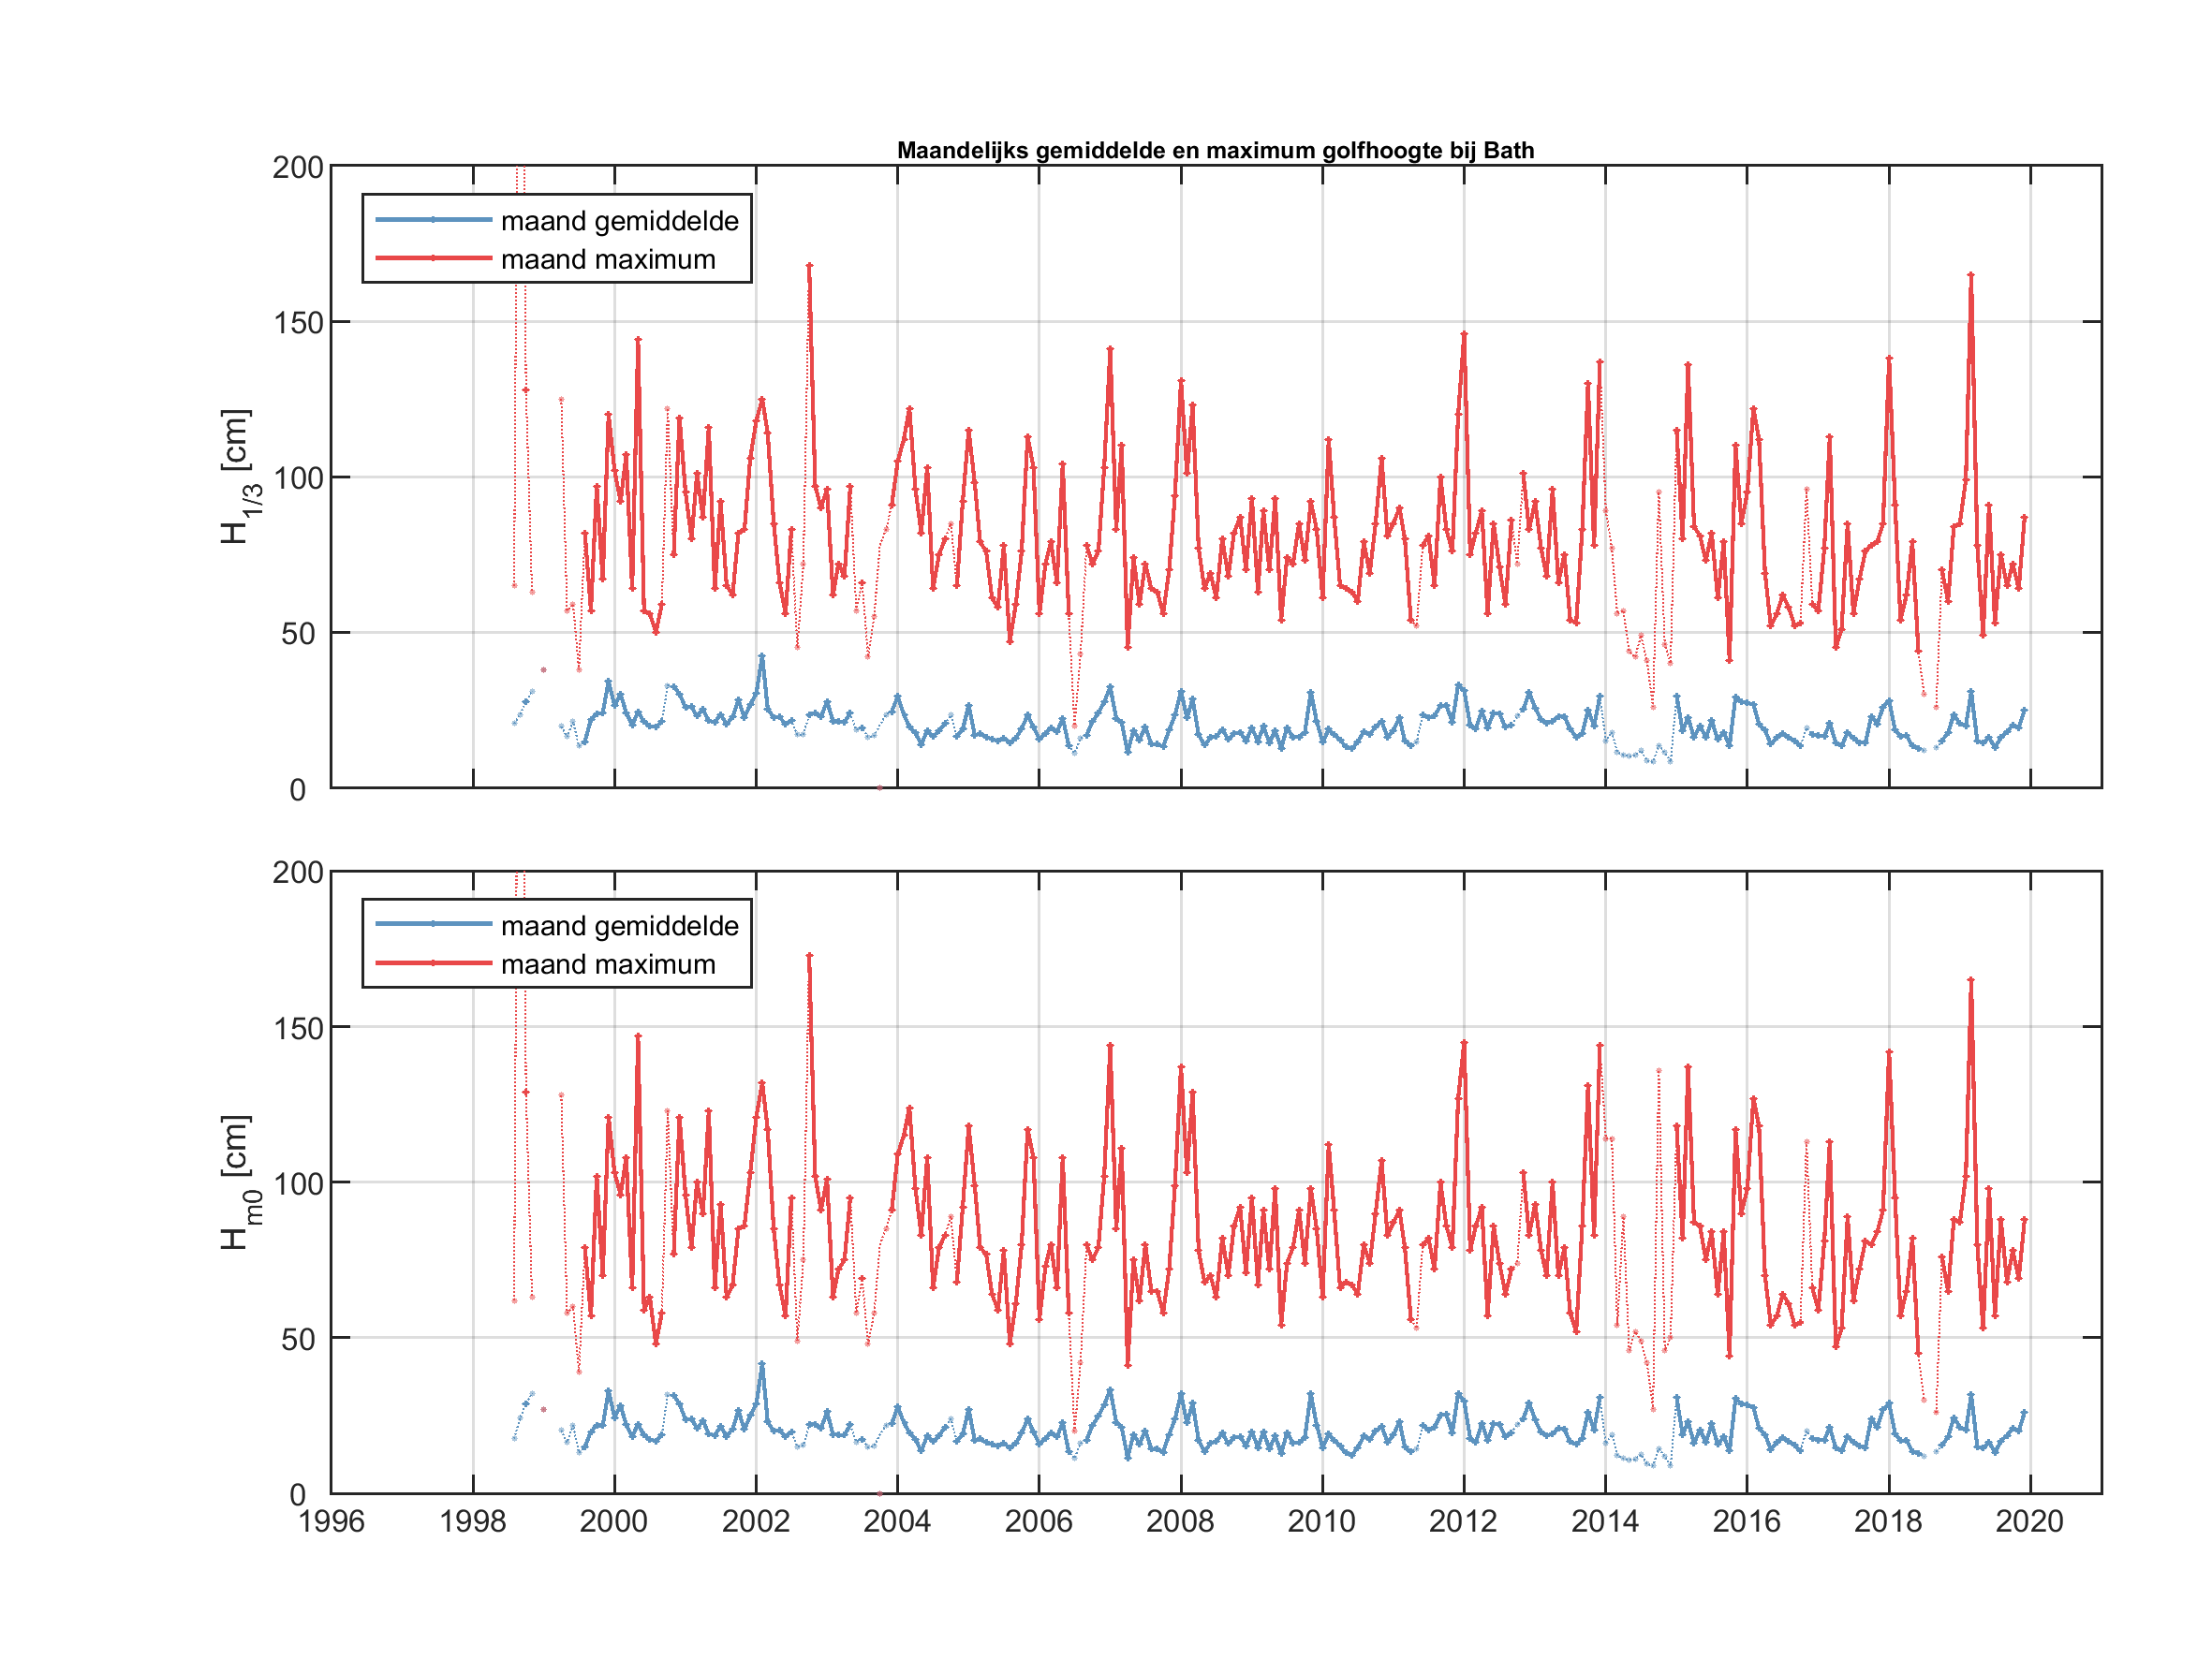 Maandelijks gemiddelde en maximum golfhoogte bij Bath
200
150
100
50
0
H1/3 [cm]
maand gemiddelde
maand maximum
200
150
100
50
0
Hm0 [cm]
maand gemiddelde
maand maximum
1996 1998 2000 2002 2004 2006 2008 2010 2012 2014 2016 2018 2020